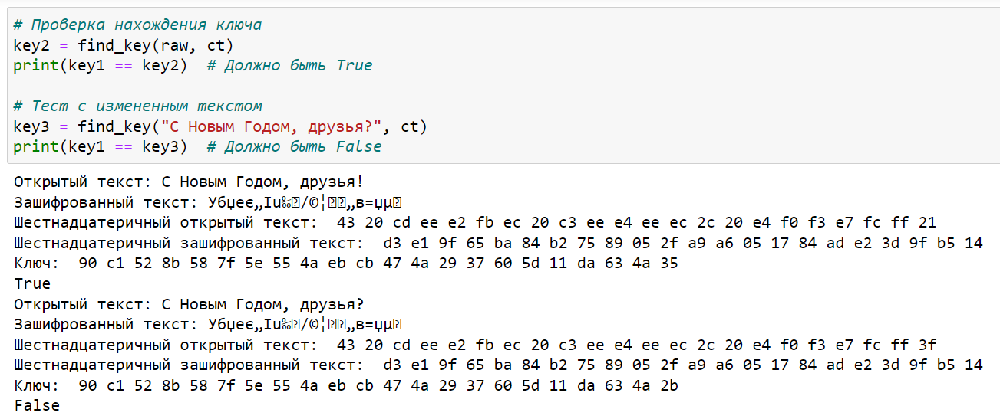 # Проверка нахождения ключа
key2 = find_key(raw, ct)
print(key1 == key2)  # Должно быть True
# Тест с измененным текстом
key3 = find_key("С Новым Годом, друзья?", ct)
print(key1 == key3)  # Должно быть False
Открытый текст: C Новым Годом, друзья!
Зашифрованный текст: Убџeє„Iu‰/©¦„­в=џµ
Шестнадцатеричный открытый текст:  43 20 cd ee e2 fb ec 20 c3 ee e4 ee ec 2c 20 e4 f0 f3 e7 fc ff 21
Шестнадцатеричный зашифрованный текст:  d3 e1 9f 65 ba 84 b2 75 89 05 2f a9 a6 05 17 84 ad e2 3d 9f b5 14
Ключ:  90 c1 52 8b 58 7f 5e 55 4a eb cb 47 4a 29 37 60 5d 11 da 63 4a 35
True
Открытый текст: C Новым Годом, друзья?
Зашифрованный текст: Убџeє„Iu‰/©¦„­в=џµ
Шестнадцатеричный открытый текст:  43 20 cd ee e2 fb ec 20 c3 ee e4 ee ec 2c 20 e4 f0 f3 e7 fc ff 3f
Шестнадцатеричный зашифрованный текст:  d3 e1 9f 65 ba 84 b2 75 89 05 2f a9 a6 05 17 84 ad e2 3d 9f b5 14
Ключ:  90 c1 52 8b 58 7f 5e 55 4a eb cb 47 4a 29 37 60 5d 11 da 63 4a 2b
False